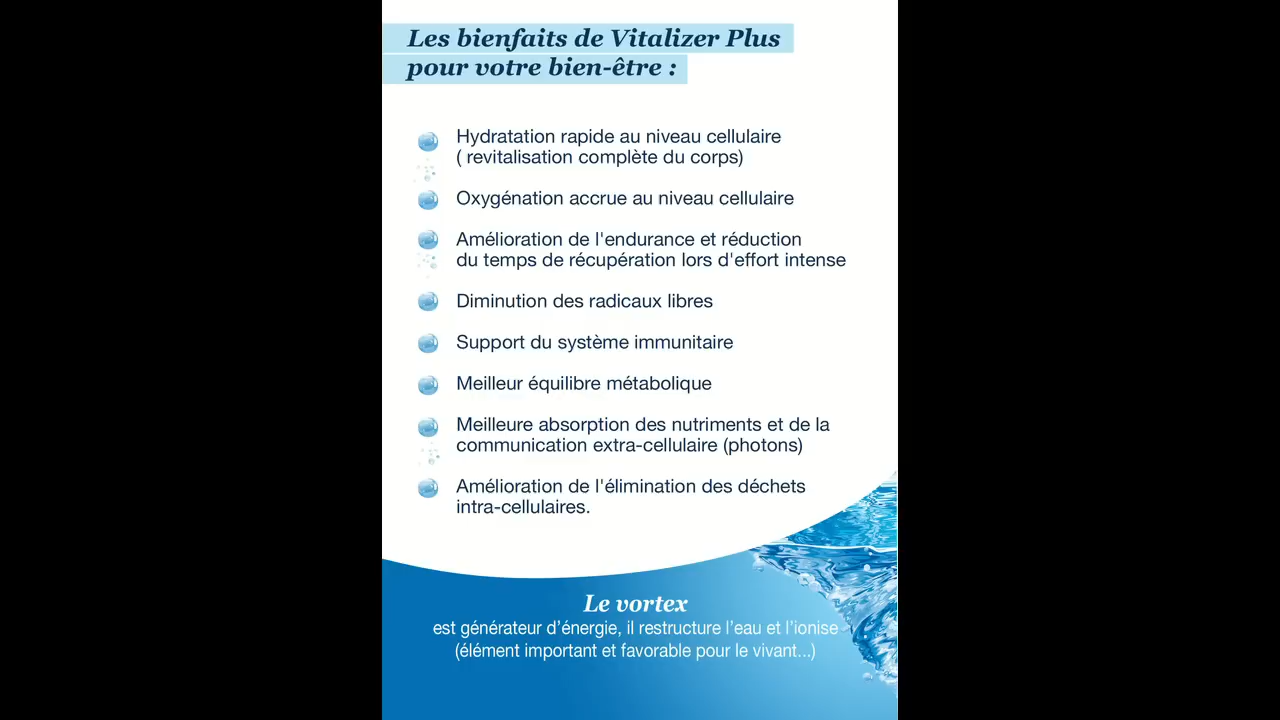 Les bienfaits de Vitalizer Plus
pour votre bien-être :
Hydratation rapide au niveau cellulaire
( revitalisation complète du corps)
Oxygénation accrue au niveau cellulaire
Amélioration de l'endurance et réduction
du temps de récupération lors d'effort intense
Diminution des radicaux libres
Support du système immunitaire
Meilleur équilibre métabolique
Meilleure absorption des nutriments et de la
communication extra-cellulaire (photons)
Amélioration de l'élimination des déchets
intra-cellulaires.
Le vortex
est générateur d'énergie, il restructure l'eau et l'ionise
(élément important et favorable pour le vivant...)